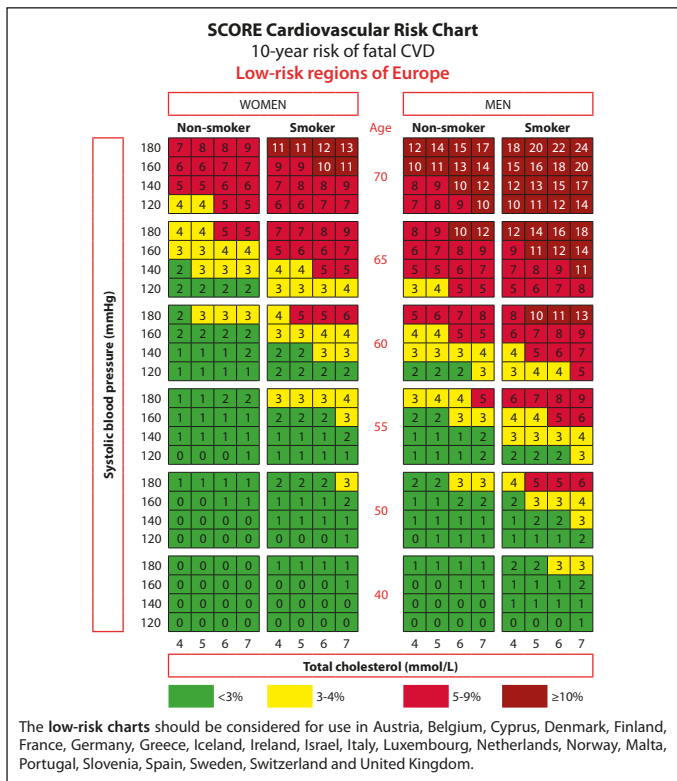 SCORE Cardiovascular Risk Chart
10-year risk of fatal CVD
Low-risk regions of Europe
WOMEN MEN
Non-smoker Smoker Age Non-smoker Smoker
Systolic blood pressure (mmHg)
180 7 8 8 9 11 11 12 13 12 14 15 17 18 20 22 24
160 6 6 7 7 9 9 10 11 10 11 13 14 15 16 18 20
70
140 5 5 6 6 7 8 8 9 8 9 10 12 12 13 15 17
120 4 4 5 5 6 6 7 7 7 8 9 10 10 11 12 14
180 4 4 5 5 7 7 8 9 8 9 10 12 12 14 16 18
160 3 3 4 4 5 6 6 7 6 7 8 9 9 11 12 14
65
140 2 3 3 3 4 4 5 5 5 5 6 7 7 8 9 11
120 2 2 2 2 3 3 3 4 3 4 5 5 5 6 7 8
180 2 3 3 3 4 5 5 6 5 6 7 8 8 10 11 13
160 2 2 2 2 3 3 4 4 4 4 5 5 6 7 8 9
60
140 1 1 1 2 2 2 3 3 3 3 3 4 4 5 6 7
120 1 1 1 1 2 2 2 2 2 2 2 3 3 4 4 5
180 1 1 2 2 3 3 3 4 3 4 4 5 6 7 8 9
160 1 1 1 1 2 2 2 3 2 2 3 3 4 4 5 6
55
140 1 1 1 1 1 1 1 2 1 1 1 2 3 3 3 4
120 0 0 0 1 1 1 1 1 1 1 1 2 2 2 2 3
180 1 1 1 1 2 2 2 3 2 2 3 3 4 5 5 6
160 0 0 1 1 1 1 1 2 1 1 2 2 2 3 3 4
50
140 0 0 0 0 1 1 1 1 1 1 1 1 1 2 2 3
120 0 0 0 0 0 0 0 1 1 1 1 1 1 1 1 2
180 0 0 0 0 1 1 1 1 1 1 1 1 2 2 3 3
160 0 0 0 0 0 0 0 1 0 0 1 1 1 1 1 2
40
140 0 0 0 0 0 0 0 0 0 0 0 0 1 1 1 1
120 0 0 0 0 0 0 0 0 0 0 0 0 0 0 0 1
4 5 6 7 4 5 6 7 4 5 6 7 4 5 6 7
Total cholesterol (mmol/L)
<3% 3-4% 5-9% ≥10%
The low-risk charts should be considered for use in Austria, Belgium, Cyprus, Denmark, Finland,
France, Germany, Greece, Iceland, Ireland, Israel, Italy, Luxembourg, Netherlands, Norway, Malta,
Portugal, Slovenia, Spain, Sweden, Switzerland and United Kingdom.